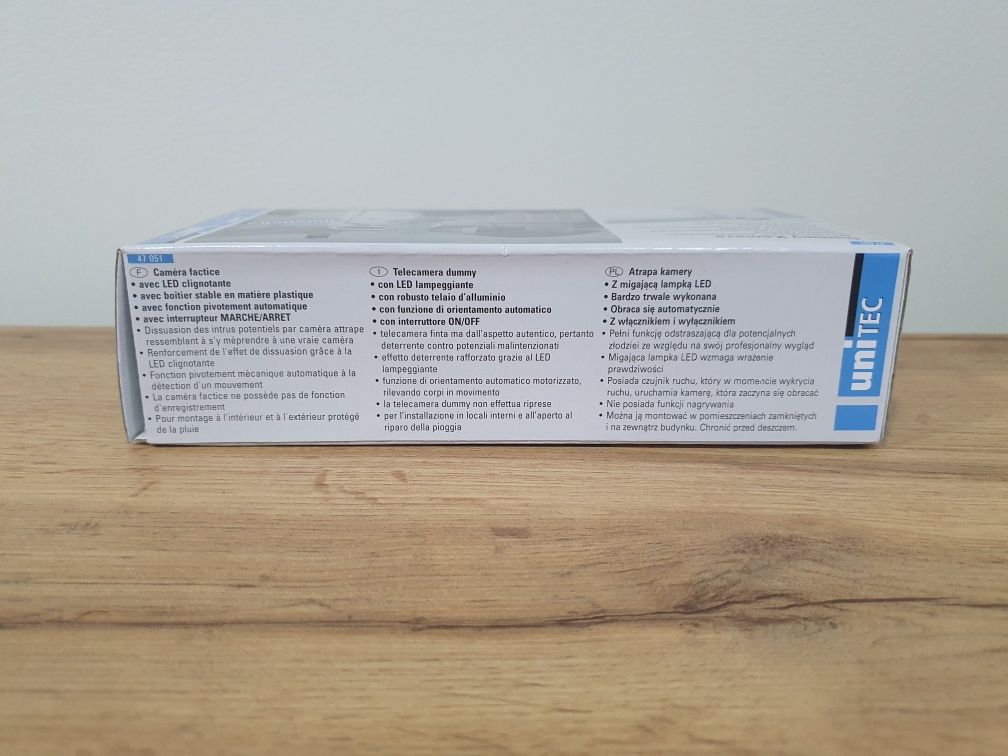 47 051
F Caméra factice
• avec LED clignotante
• avec boîtier stable en matière plastique
• avec fonction pivotement automatique
• avec interrupteur MARCHE/ARRET
• Dissuasion des intrus potentiels par caméra attrape
ressemblant à s'y méprendre à une vraie caméra
• Renforcement de l'effet de dissuasion grâce à la
LED clignotante
• Fonction pivotement mécanique automatique à la
détection d'un mouvement
• La caméra factice ne possède pas de fonction
d'enregistrement
• Pour montage à l'intérieur et à l'extérieur protégé
de la pluie
I Telecamera dummy
• con LED lampeggiante
• con robusto telaio d'alluminio
• con funzione di orientamento automatico
• con interruttore ON/OFF
• telecamera finta ma dall'aspetto autentico, pertanto
deterrente contro potenziali malintenzionati
• effetto deterrente rafforzato grazie al LED
lampeggiante
• funzione di orientamento automatico motorizzato,
rilevando corpi in movimento
• la telecamera dummy non effettua riprese
• per l'installazione in locali interni e all'aperto al
riparo della pioggia
PL Atrapa kamery
• Z migającą lampką LED
• Bardzo trwale wykonana
• Obraca się automatycznie
• Z włącznikiem i wyłącznikiem
• Pełni funkcję odstraszającą dla potencjalnych
złodziei ze względu na swój profesjonalny wygląd
• Migająca lampka LED wzmaga wrażenie
prawdziwości
• Posiada czujnik ruchu, który w momencie wykrycia
ruchu, uruchamia kamerę, która zaczyna się obracać
• Nie posiada funkcji nagrywania
• Można ją montować w pomieszczeniach zamkniętych
i na zewnątrz budynku. Chronić przed deszczem.
uniTEC